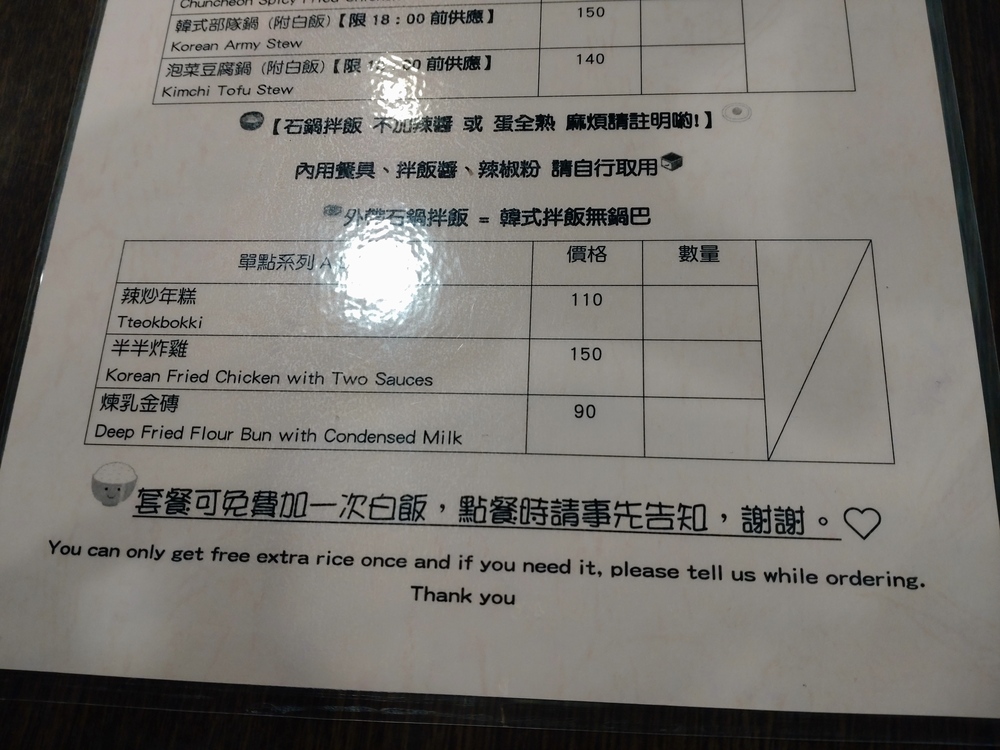 Chuncheon Spicy Fried Chicken
韓式部隊鍋（附白飯）【限 18：00 前供應】 150
Korean Army Stew
泡菜豆腐鍋（附白飯）【限 前供應】 140
Kimchi Tofu Stew
【石鍋拌飯 不加辣醬 或 蛋全熟 麻煩請註明喲!】
內用餐具、拌飯醬、辣椒粉 請自行取用
外帶石鍋拌飯 = 韓式拌飯無鍋巴
單點系列 A 價格 數量
辣炒年糕 110
Tteokbokki
半半炸雞 150
Korean Fried Chicken with Two Sauces
煉乳金磚 90
Deep Fried Flour Bun with Condensed Milk
套餐可免費加一次白飯，點餐時請事先告知，謝謝。
You can only get free extra rice once and if you need it, please tell us while ordering.
Thank you